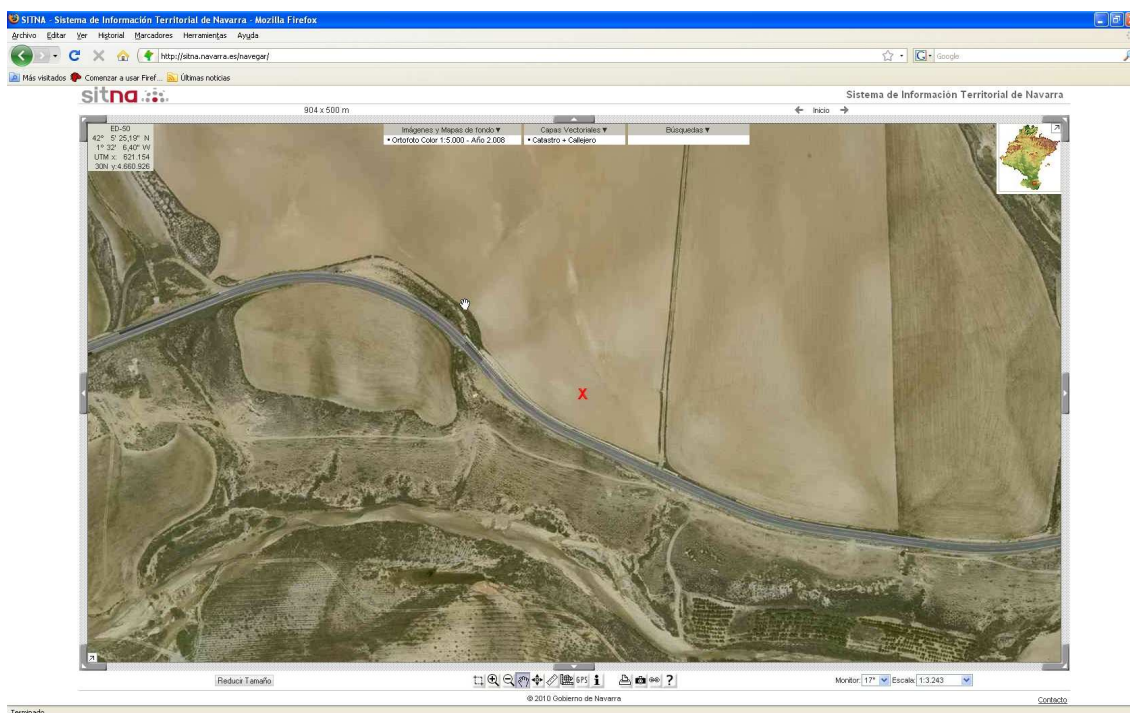 SITNA - Sistema de Información Territorial de Navarra - Mozilla Firefox
Archivo Editar Ver Historial Marcadores Herramientas Ayuda
http://sitna.navarra.es/navegar/
Google
Más visitados Comenzar a usar Firef... Últimas noticias
sitna
Sistema de Información Territorial de Navarra
904 x 500 m
Inicio
ED-50
42° 5' 25,19" N
1° 32' 6,40" W
UTM x: 621.154
30N y:4.660.926
Imágenes y Mapas de fondo ▼ Capas Vectoriales ▼ Búsquedas ▼
• Ortofoto Color 1:5.000 - Año 2.008 • Catastro + Callejero
X
Reducir Tamaño
GPS i ?
Monitor: 17" Escala: 1:3.243
© 2010 Gobierno de Navarra
Contacto
Terminado